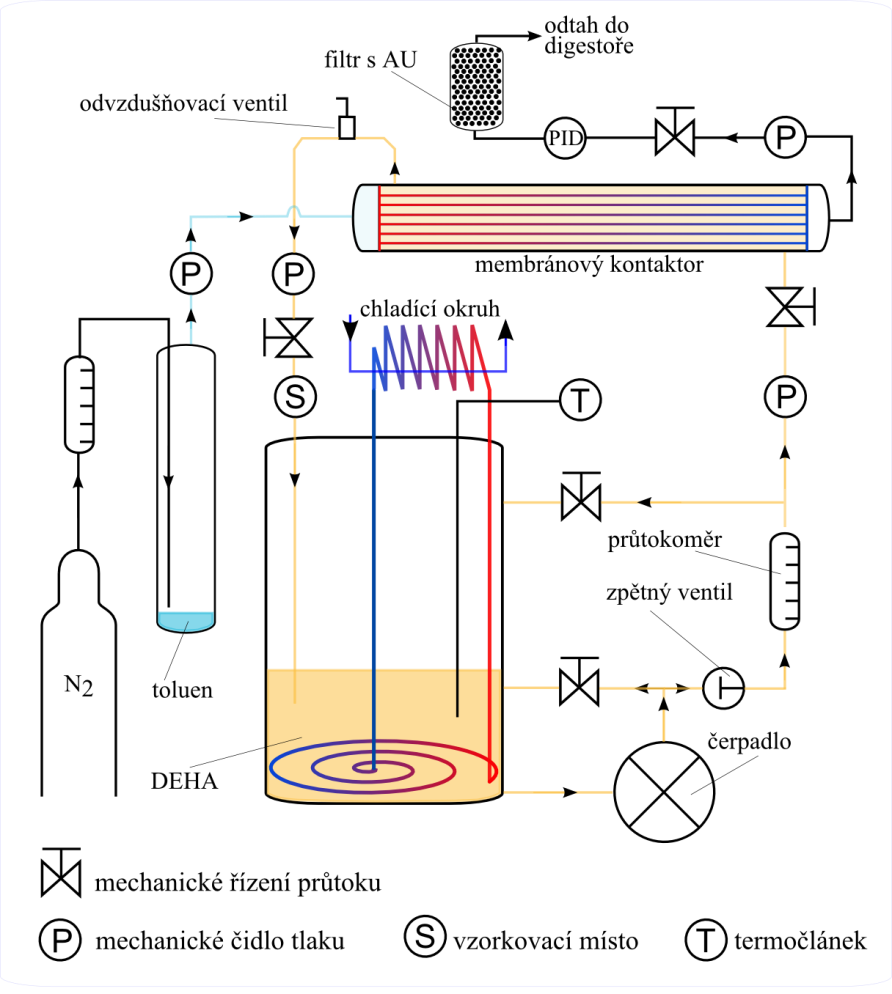 odtah do
digestoře
filtr s AU
odvzdušňovací ventil
PID
P
P
P
membránový kontaktor
chladící okruh
S
T
P
průtokoměr
zpětný ventil
N2
toluen
čerpadlo
DEHA
mechanické řízení průtoku
P mechanické čidlo tlaku
S vzorkovací místo
T termočlánek